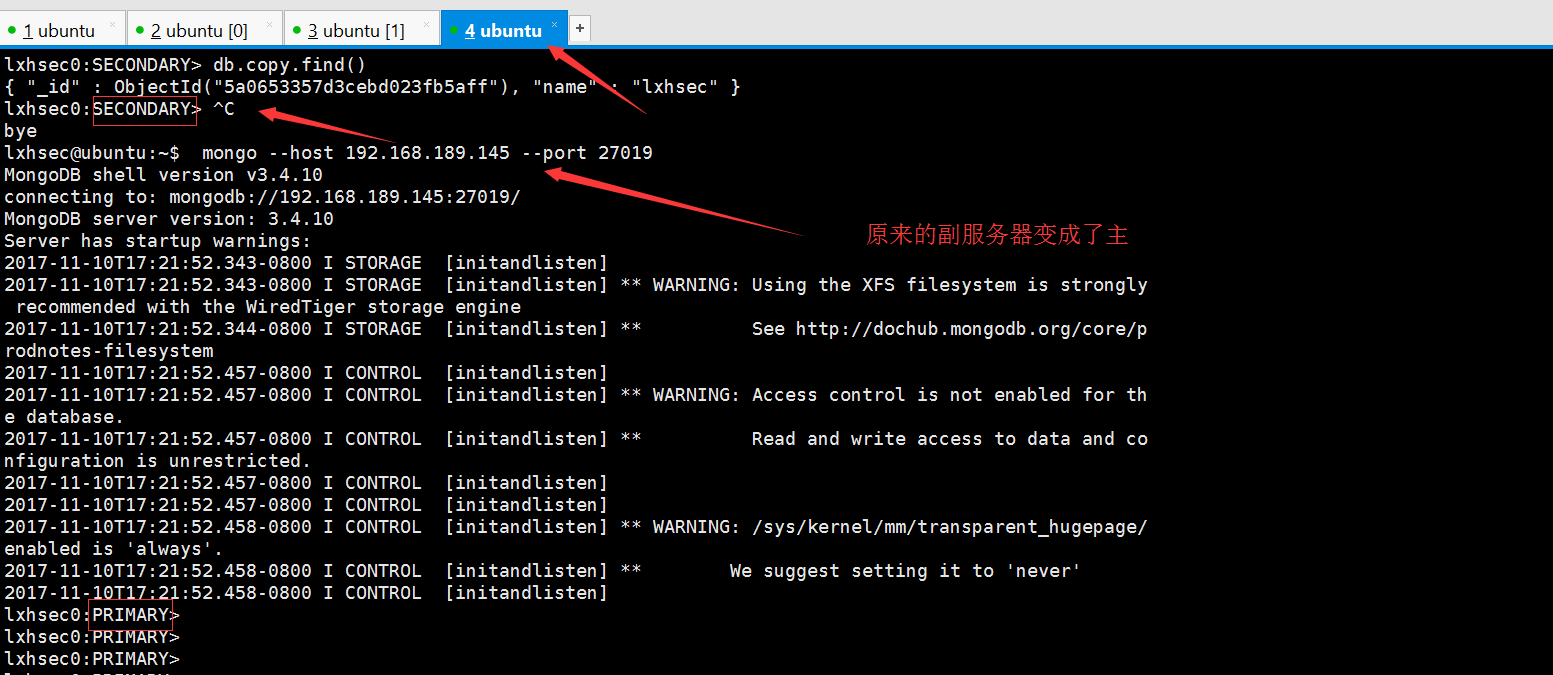 1 ubuntu × 2 ubuntu [0] × 3 ubuntu [1] × 4 ubuntu × +
lxhsec0:SECONDARY> db.copy.find()
{ "_id" : ObjectId("5a0653357d3cebd023fb5aff"), "name" : "lxhsec" }
lxhsec0:SECONDARY> ^C
bye
lxhsec@ubuntu:~$  mongo --host 192.168.189.145 --port 27019
MongoDB shell version v3.4.10
connecting to: mongodb://192.168.189.145:27019/
MongoDB server version: 3.4.10
原来的副服务器变成了主
Server has startup warnings:
2017-11-10T17:21:52.343-0800 I STORAGE  [initandlisten]
2017-11-10T17:21:52.343-0800 I STORAGE  [initandlisten] ** WARNING: Using the XFS filesystem is strongly
 recommended with the WiredTiger storage engine
2017-11-10T17:21:52.344-0800 I STORAGE  [initandlisten] **          See http://dochub.mongodb.org/core/p
rodnotes-filesystem
2017-11-10T17:21:52.457-0800 I CONTROL  [initandlisten]
2017-11-10T17:21:52.457-0800 I CONTROL  [initandlisten] ** WARNING: Access control is not enabled for th
e database.
2017-11-10T17:21:52.457-0800 I CONTROL  [initandlisten] **          Read and write access to data and co
nfiguration is unrestricted.
2017-11-10T17:21:52.457-0800 I CONTROL  [initandlisten]
2017-11-10T17:21:52.457-0800 I CONTROL  [initandlisten]
2017-11-10T17:21:52.458-0800 I CONTROL  [initandlisten] ** WARNING: /sys/kernel/mm/transparent_hugepage/
enabled is 'always'.
2017-11-10T17:21:52.458-0800 I CONTROL  [initandlisten] **        We suggest setting it to 'never'
2017-11-10T17:21:52.458-0800 I CONTROL  [initandlisten]
lxhsec0:PRIMARY>
lxhsec0:PRIMARY>
lxhsec0:PRIMARY>